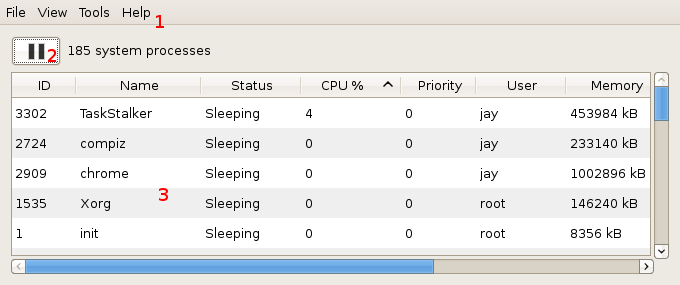 File View Tools Help 1
2 185 system processes
ID Name Status CPU % Priority User Memory
3302 TaskStalker Sleeping 4 0 jay 453984 kB
2724 compiz Sleeping 0 0 jay 233140 kB
2909 chrome Sleeping 0 0 jay 1002896 kB
3
1535 Xorg Sleeping 0 0 root 146240 kB
1 init Sleeping 0 0 root 8356 kB